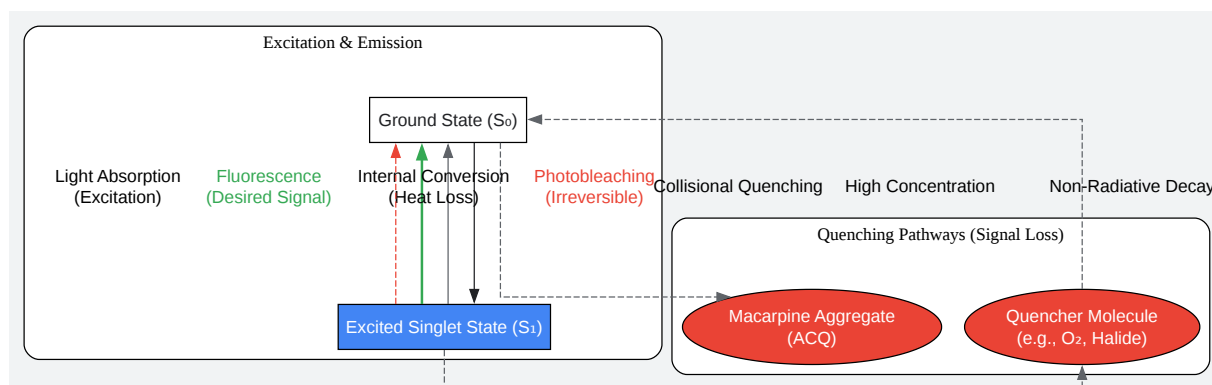 Excitation & Emission
Ground State (S₀)
Light Absorption
(Excitation)
Fluorescence
(Desired Signal)
Internal Conversion
(Heat Loss)
Photobleaching
(Irreversible)
Collisional Quenching
High Concentration
Non-Radiative Decay
Quenching Pathways (Signal Loss)
Excited Singlet State (S₁)
Macarpine Aggregate
(ACQ)
Quencher Molecule
(e.g., O₂, Halide)